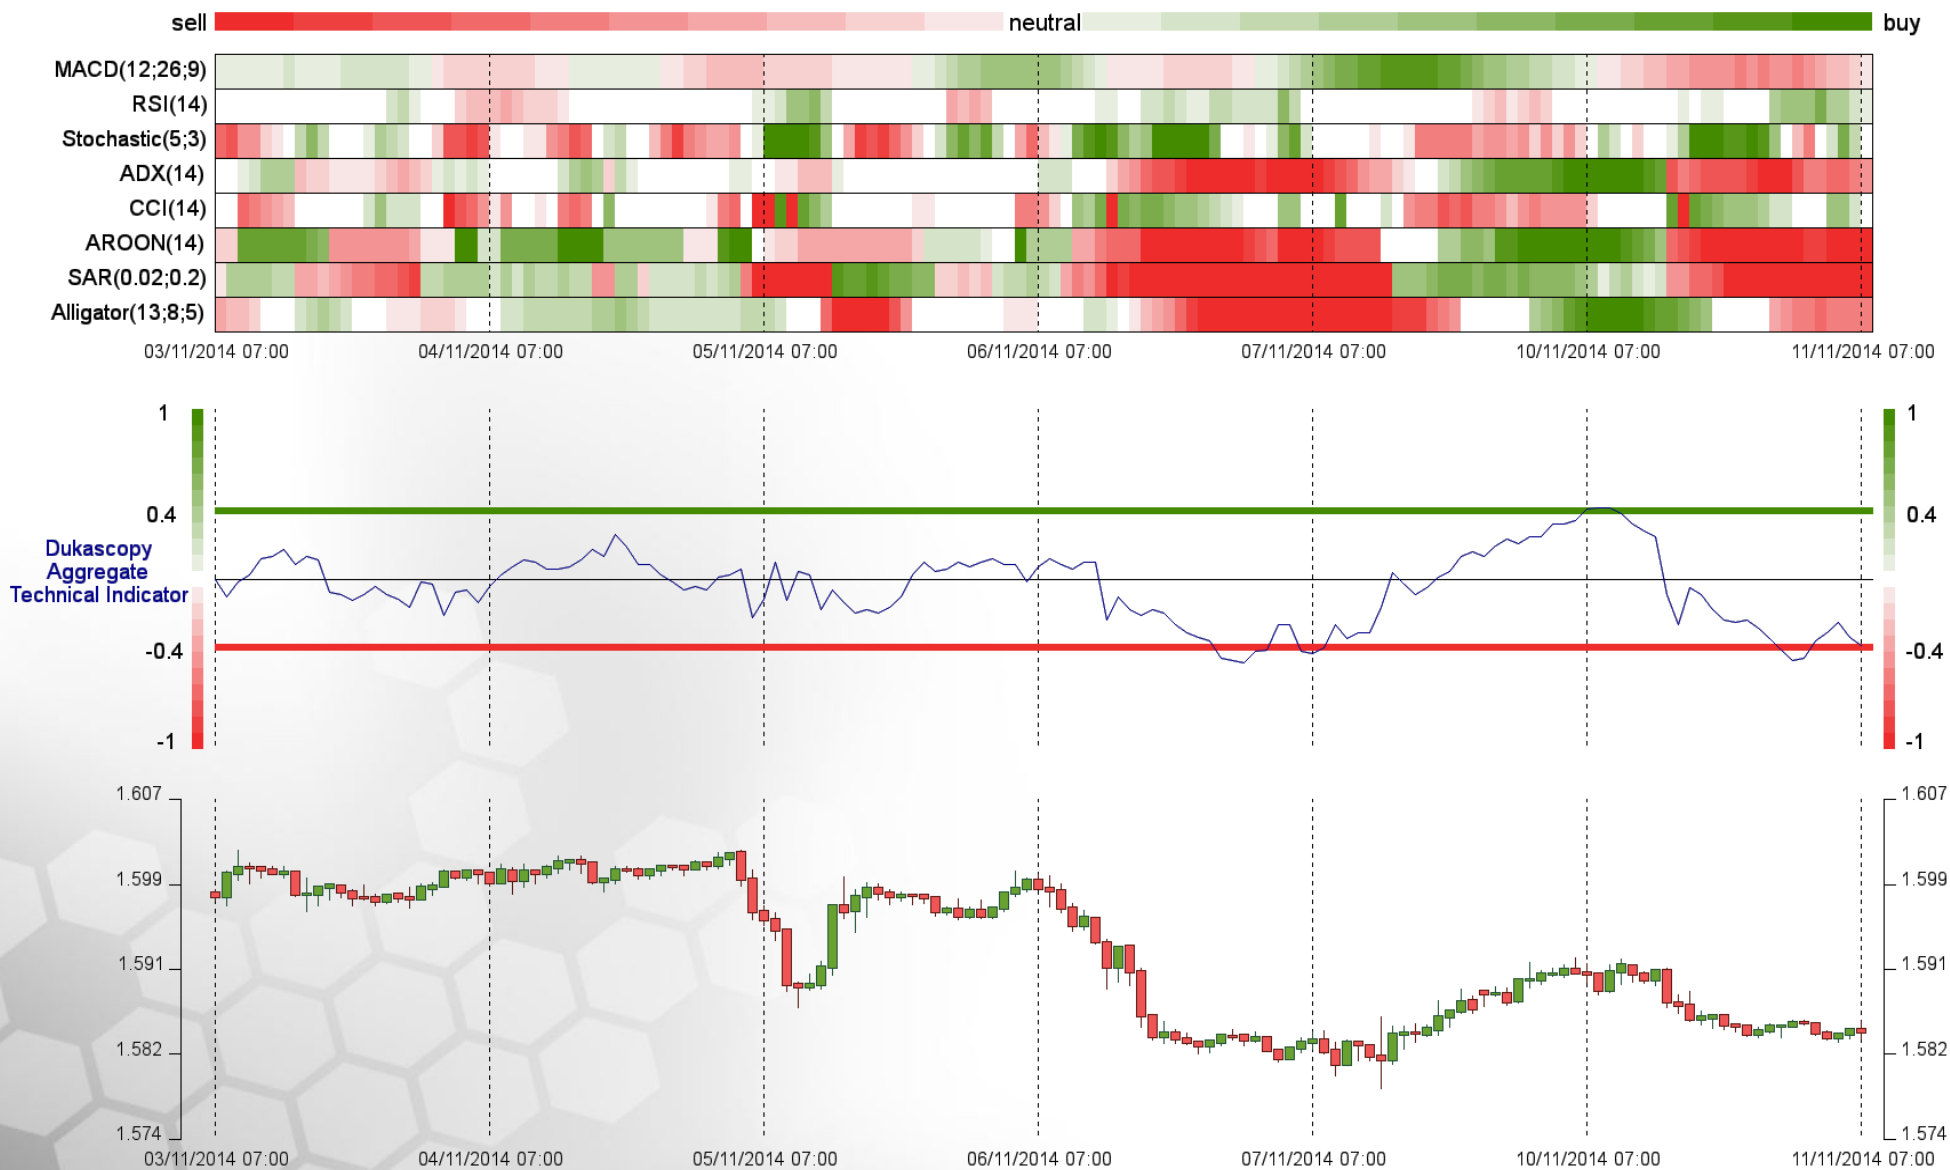 sell neutral buy
MACD(12;26;9)
RSI(14)
Stochastic(5;3)
ADX(14)
CCI(14)
AROON(14)
SAR(0.02;0.2)
Alligator(13;8;5)
03/11/2014 07:00 04/11/2014 07:00 05/11/2014 07:00 06/11/2014 07:00 07/11/2014 07:00 10/11/2014 07:00 11/11/2014 07:00
1 1
0.4 0.4
Dukascopy
Aggregate
Technical Indicator
-0.4 -0.4
-1 -1
1.607 1.607
1.599 1.599
1.591 1.591
1.582 1.582
1.574 1.574
03/11/2014 07:00 04/11/2014 07:00 05/11/2014 07:00 06/11/2014 07:00 07/11/2014 07:00 10/11/2014 07:00 11/11/2014 07:00